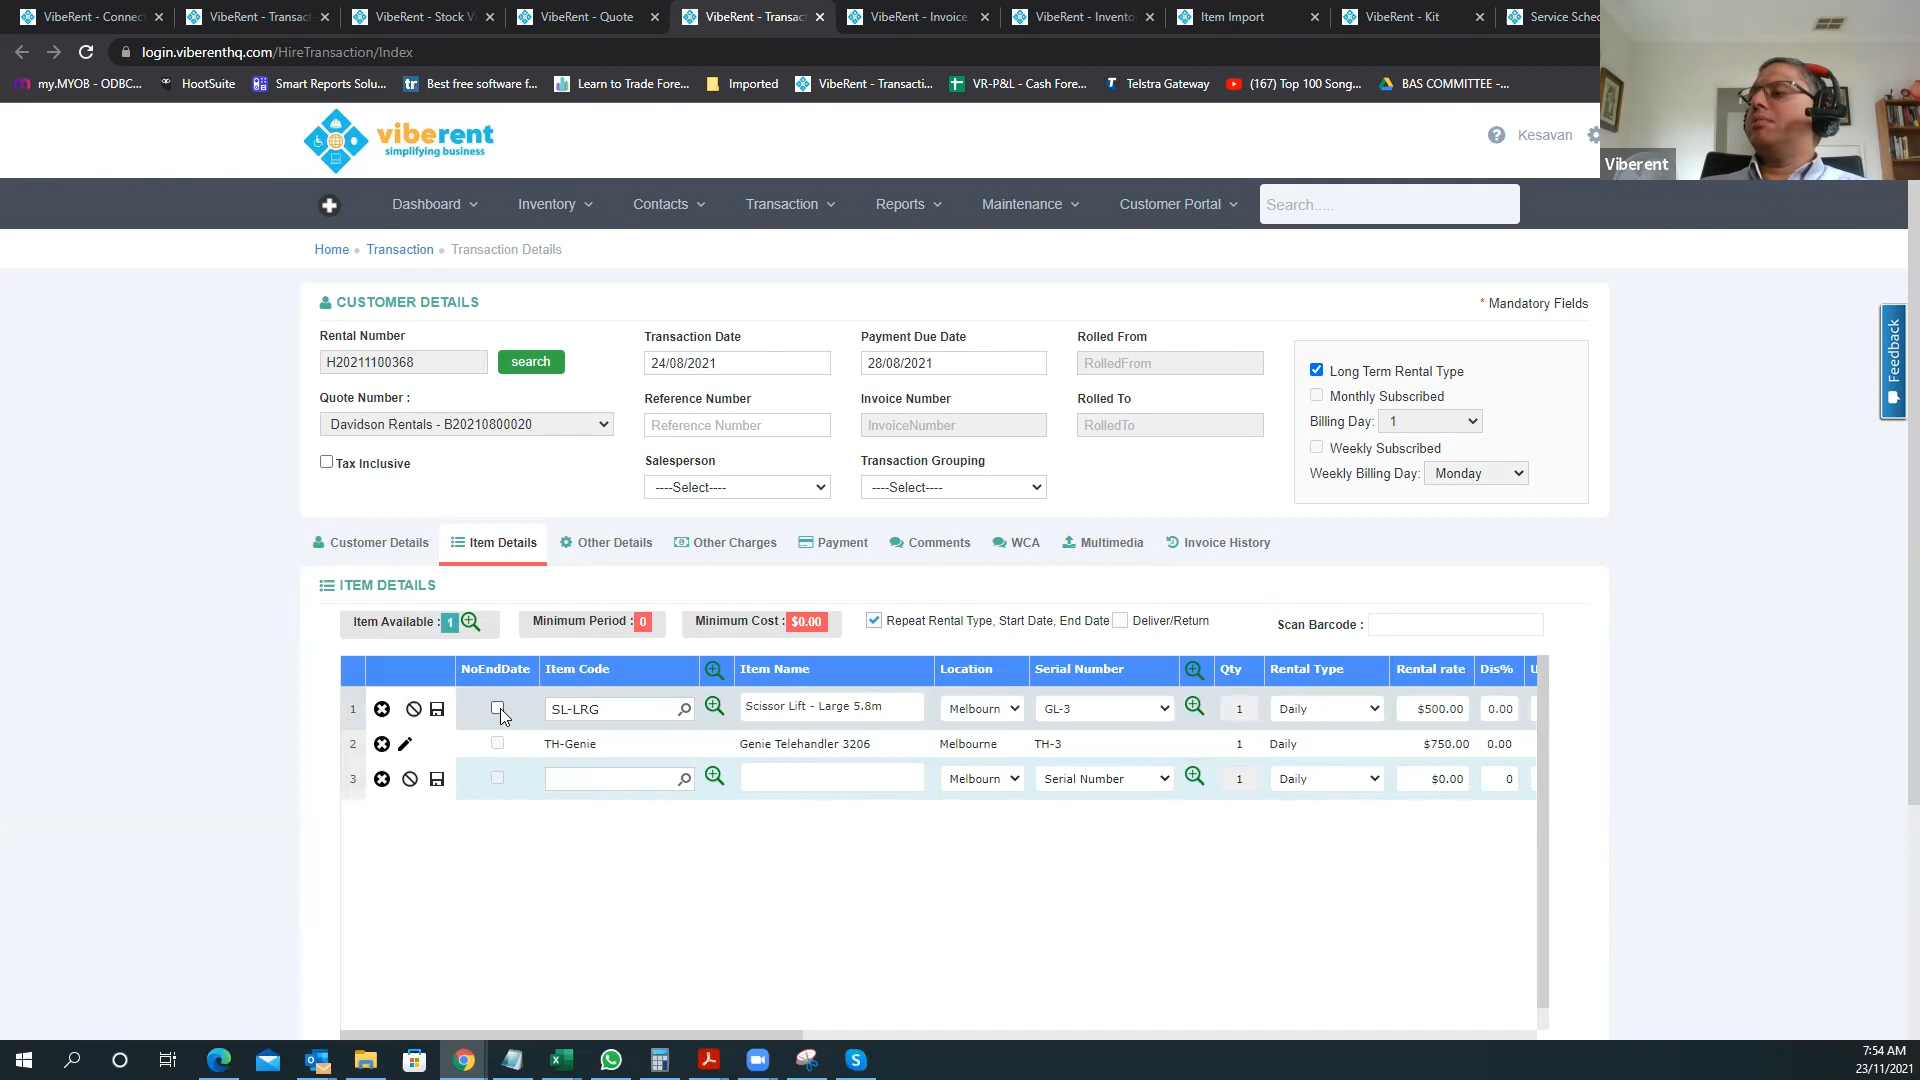 VibeRent - Connec
VibeRent - Transac
VibeRent - Stock V
VibeRent - Quote
VibeRent - Transac
VibeRent - Invoice
VibeRent - Invento
Item Import
VibeRent - Kit
Service Sched
login.viberenthq.com/HireTransaction/Index
my.MYOB - ODBC...
HootSuite
Smart Reports Solu...
Best free software f...
Learn to Trade Fore...
Imported
VibeRent - Transacti...
VR-P&L - Cash Fore...
Telstra Gateway
(167) Top 100 Song...
BAS COMMITTEE -...
viberent
simplifying business
Kesavan
Viberent
Dashboard
Inventory
Contacts
Transaction
Reports
Maintenance
Customer Portal
Search.....
Home
Transaction
Transaction Details
CUSTOMER DETAILS
* Mandatory Fields
Rental Number
Transaction Date
Payment Due Date
Rolled From
H20211100368
search
24/08/2021
28/08/2021
RolledFrom
Long Term Rental Type
Monthly Subscribed
Quote Number :
Reference Number
Invoice Number
Rolled To
Davidson Rentals - B20210800020
Reference Number
InvoiceNumber
RolledTo
Billing Day: 1
Weekly Subscribed
Tax Inclusive
Salesperson
Transaction Grouping
Weekly Billing Day: Monday
----Select----
----Select----
Feedback
Customer Details
Item Details
Other Details
Other Charges
Payment
Comments
WCA
Multimedia
Invoice History
ITEM DETAILS
Item Available : 1
Minimum Period : 0
Minimum Cost : $0.00
Repeat Rental Type, Start Date, End Date
Deliver/Return
Scan Barcode :
NoEndDate Item Code Item Name Location Serial Number Qty Rental Type Rental rate Dis% U
1 SL-LRG Scissor Lift - Large 5.8m Melbourn GL-3 1 Daily $500.00 0.00
2 TH-Genie Genie Telehandler 3206 Melbourne TH-3 1 Daily $750.00 0.00
3 Melbourn Serial Number 1 Daily $0.00 0
7:54 AM
23/11/2021